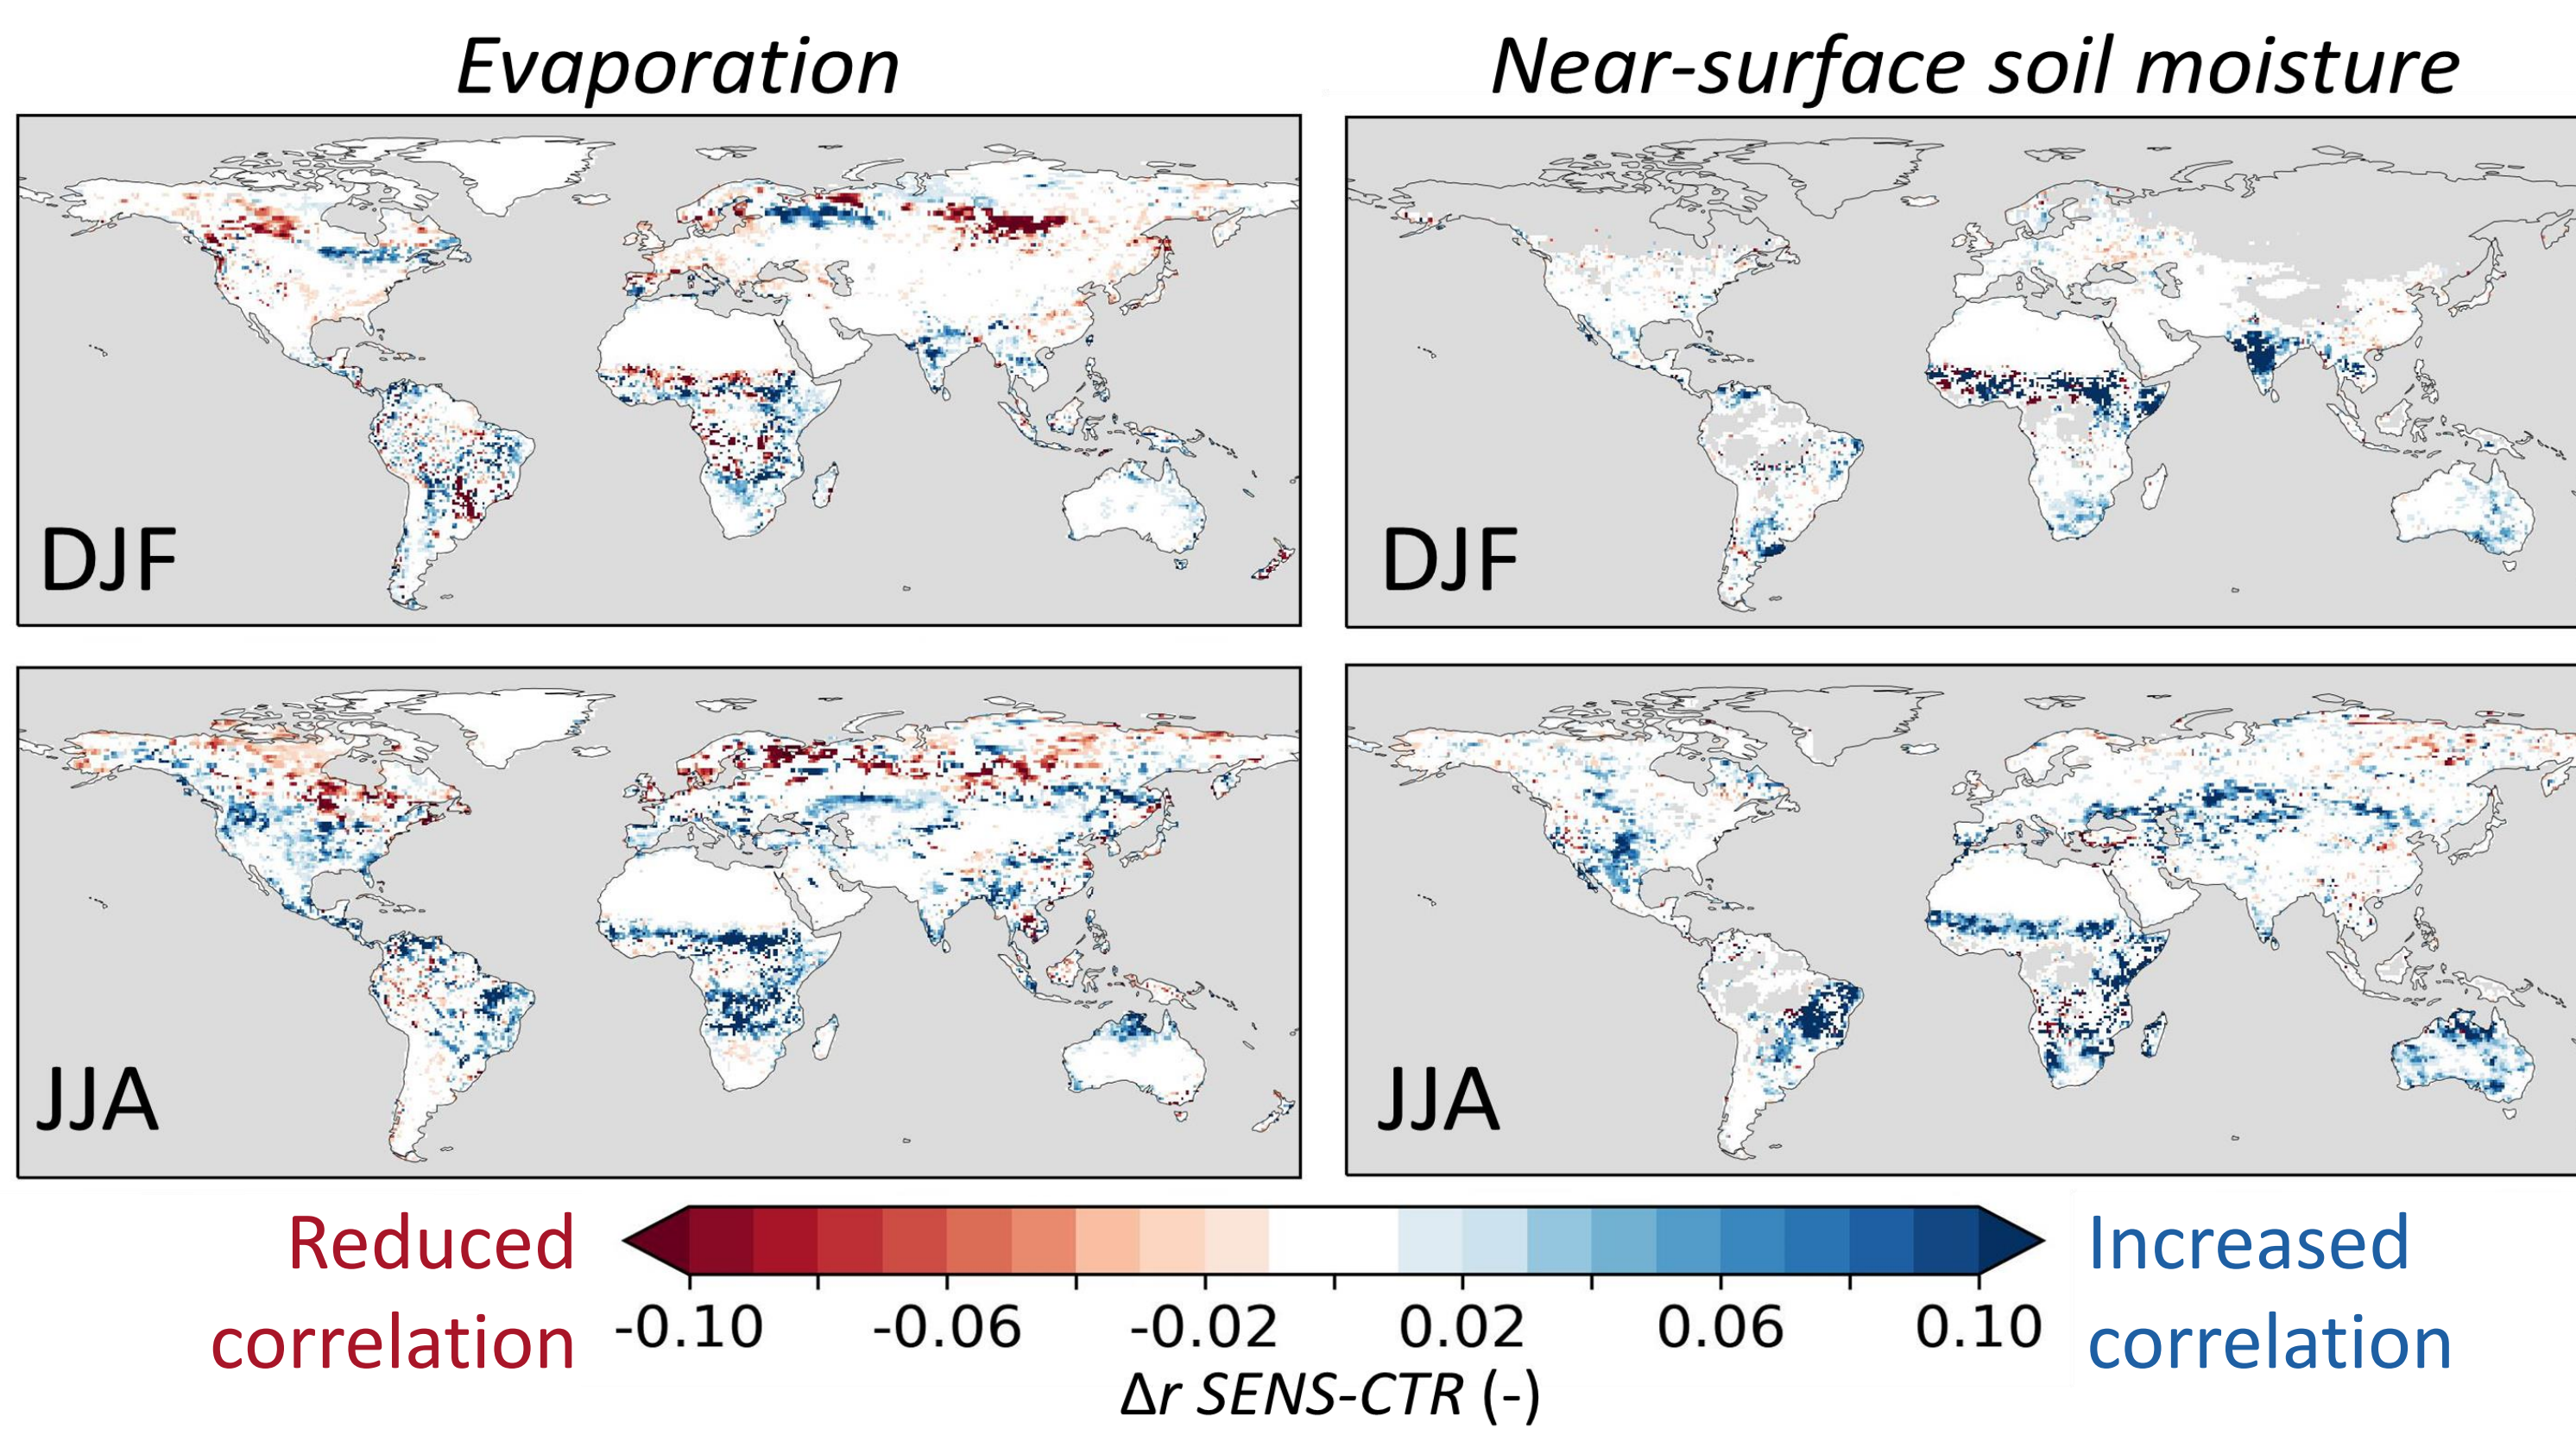 Evaporation
Near-surface soil moisture
DJF
DJF
JJA
JJA
Reduced
correlation
-0.10 -0.06 -0.02 0.02 0.06 0.10
Δr SENS-CTR (-)
Increased
correlation